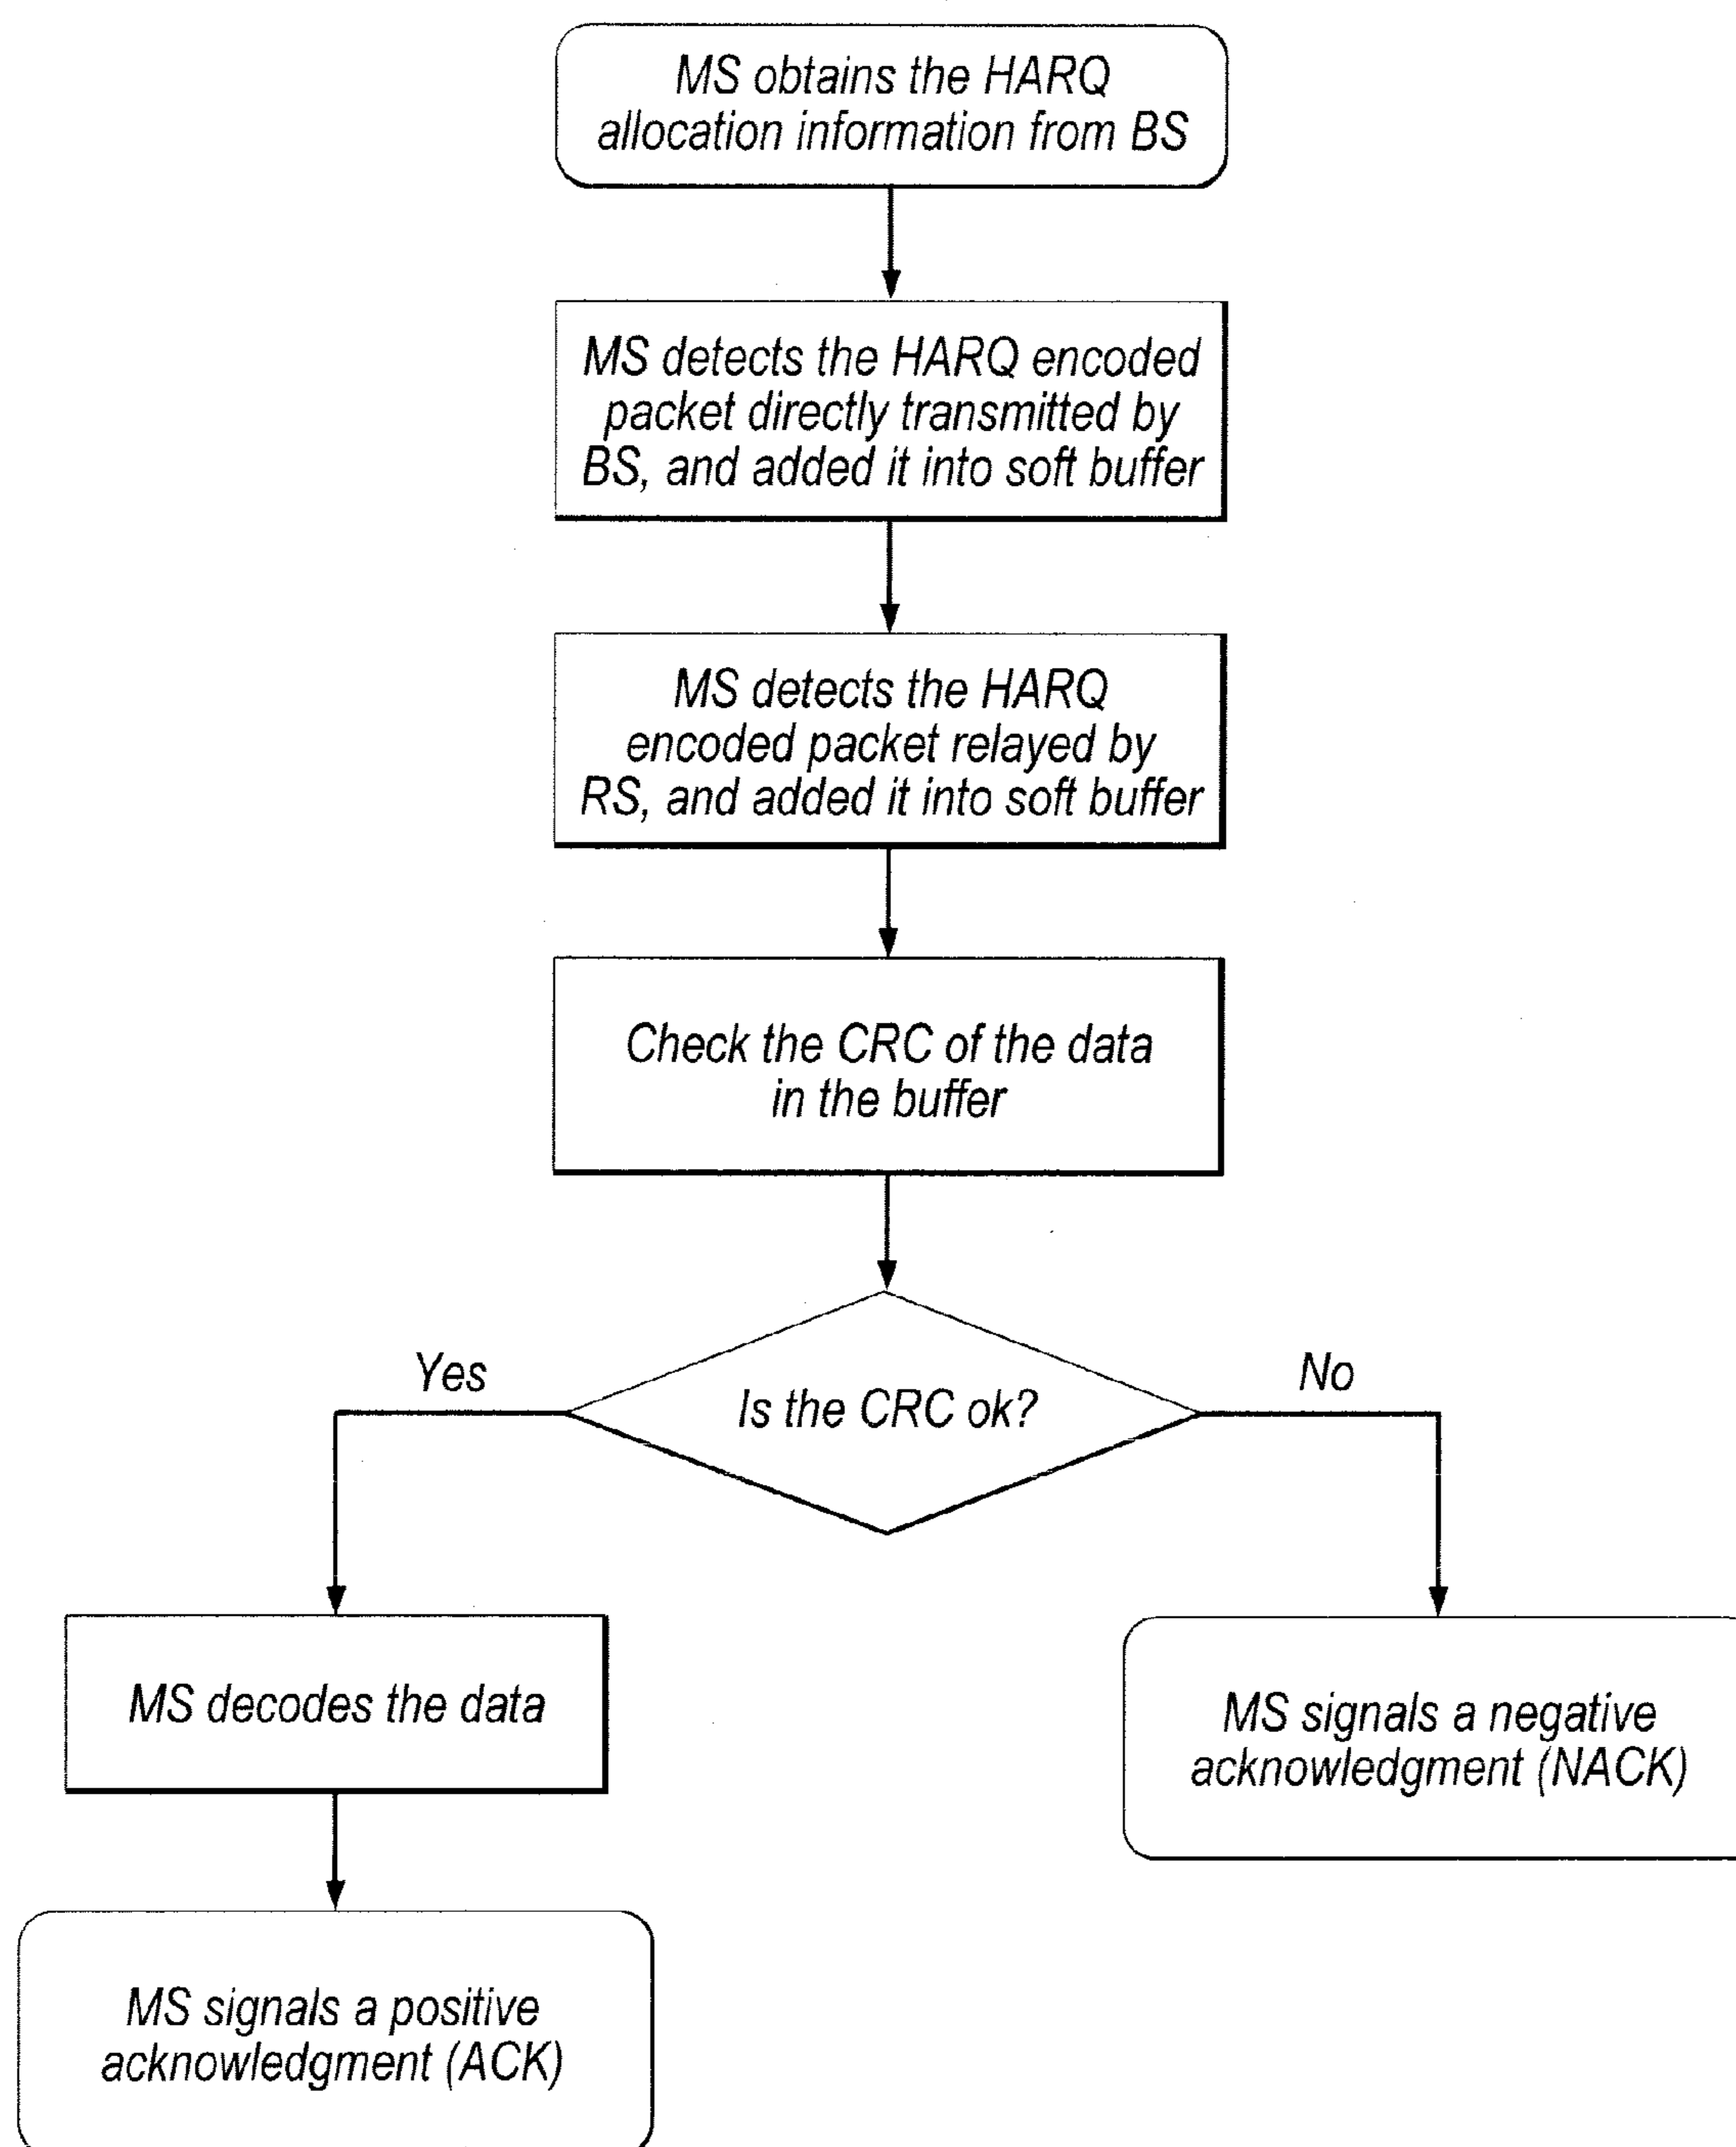 MS obtains the HARQ
allocation information from BS
MS detects the HARQ encoded
packet directly transmitted by
BS, and added it into soft buffer
MS detects the HARQ
encoded packet relayed by
RS, and added it into soft buffer
Check the CRC of the data
in the buffer
Is the CRC ok?
Yes
No
MS decodes the data
MS signals a negative
acknowledgment (NACK)
MS signals a positive
acknowledgment (ACK)